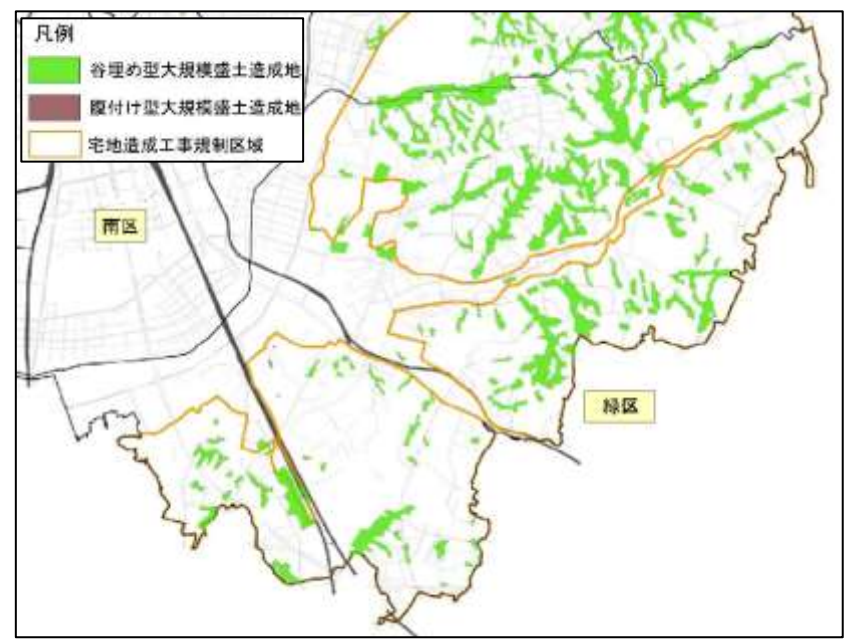 凡例
谷埋め型大規模盛土造成地
腹付け型大規模盛土造成地
宅地造成工事規制区域
南区
緑区